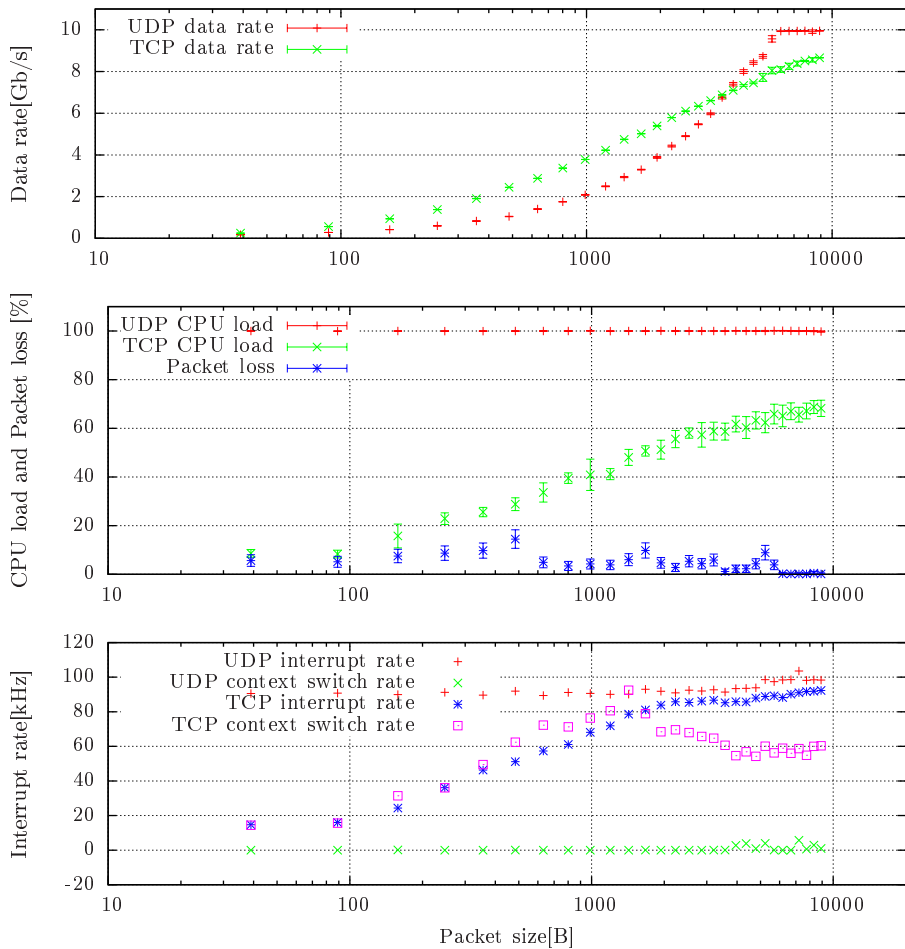 Data rate[Gb/s]
10
8
6
4
2
0
UDP data rate
TCP data rate
10 100 1000 10000
CPU load and Packet loss [%]
100
80
60
40
20
0
UDP CPU load
TCP CPU load
Packet loss
10 100 1000 10000
Interrupt rate[kHz]
120
100
80
60
40
20
0
-20
UDP interrupt rate
UDP context switch rate
TCP interrupt rate
TCP context switch rate
10 100 1000 10000
Packet size[B]